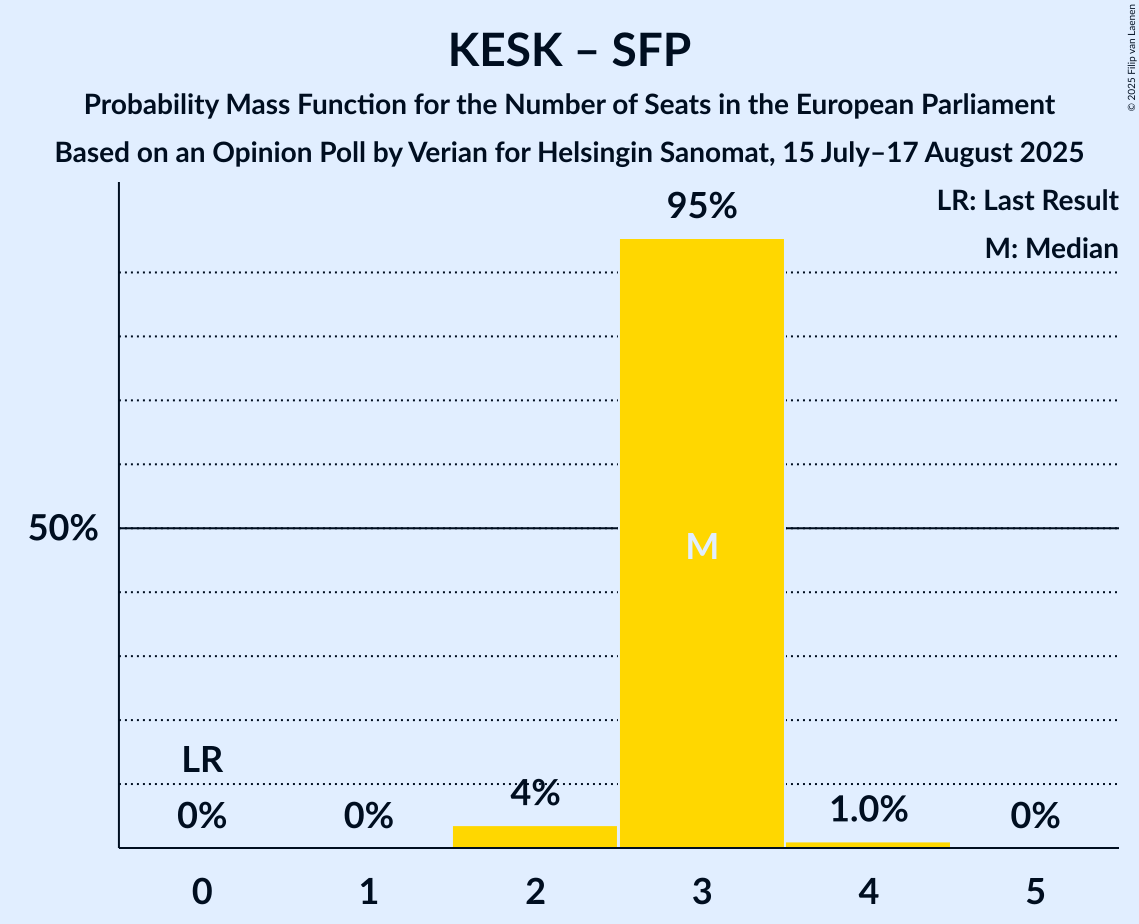 KESK – SFP
Probability Mass Function for the Number of Seats in the European Parliament
Based on an Opinion Poll by Verian for Helsingin Sanomat, 15 July–17 August 2025
© 2025 Filip van Laenen
LR: Last Result
M: Median
95%
50%
M
LR
0%
0%
4%
1.0%
0%
0
1
2
3
4
5